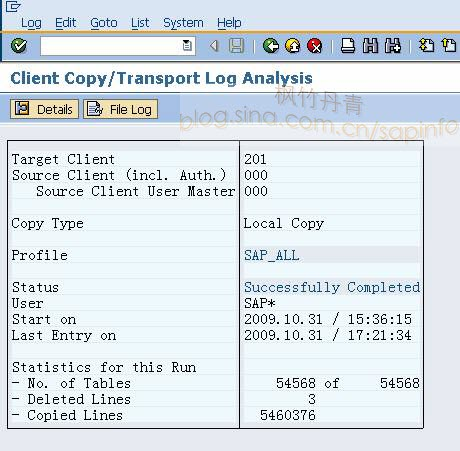 Log Edit Goto List System Help
Client Copy/Transport Log Analysis
Details File Log
枫竹丹青
blog.sina.com.cn/sapinfo
Target Client 201
Source Client (incl. Auth.) 000
Source Client User Master 000
Copy Type Local Copy
Profile SAP_ALL
Status Successfully Completed
User SAP*
Start on 2009.10.31 / 15:36:15
Last Entry on 2009.10.31 / 17:21:34
Statistics for this Run
- No. of Tables 54568 of 54568
- Deleted Lines 3
- Copied Lines 5460376